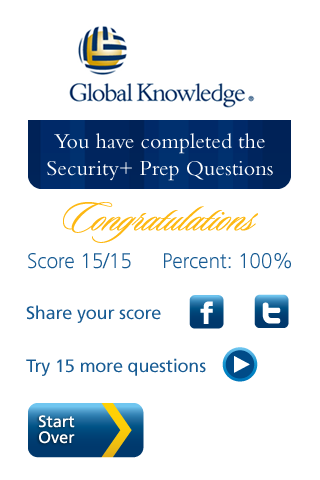 Global Knowledge®
You have completed the
Security+ Prep Questions
Congratulations
Score 15/15 Percent: 100%
Share your score f t
Try 15 more questions
Start
Over